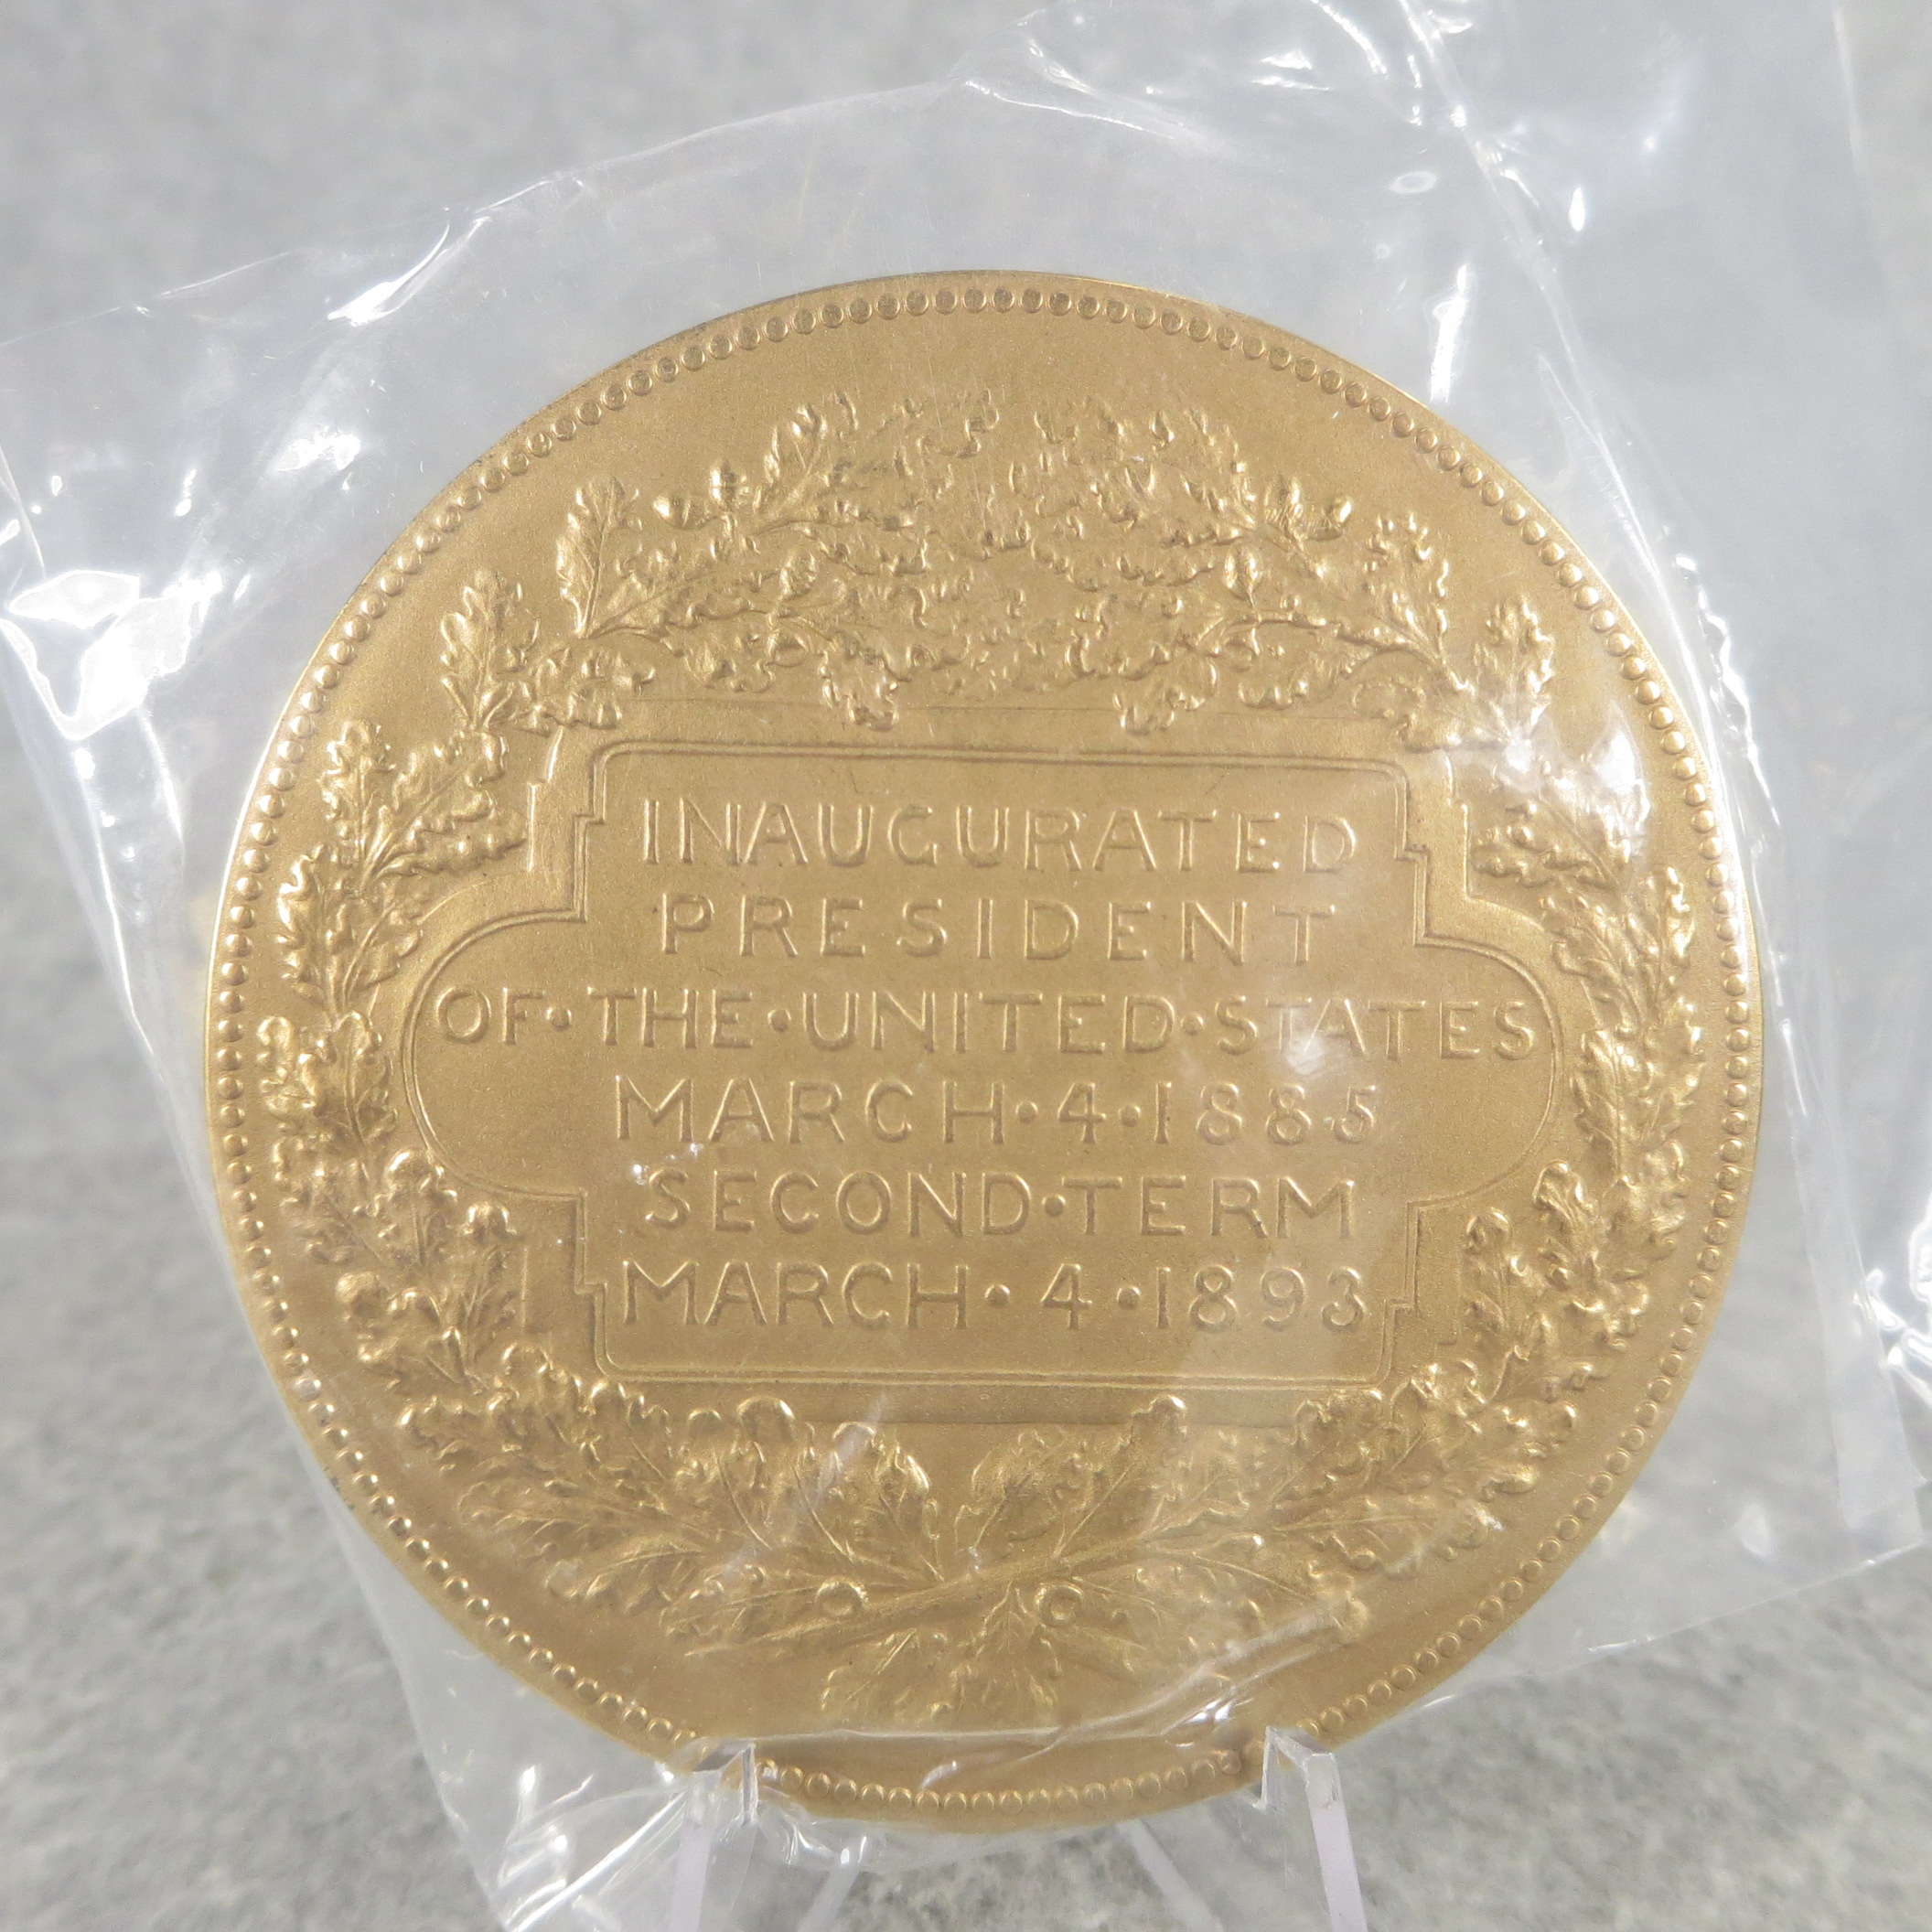 INAUGURATED
PRESIDENT
OF·THE·UNITED·STATES
MARCH·4·1885
SECOND·TERM
MARCH·4·1893